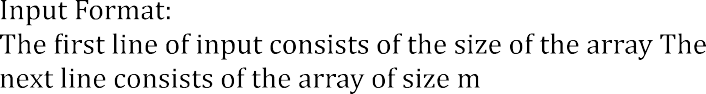 Input Format:
The first line of input consists of the size of the array The
next line consists of the array of size m